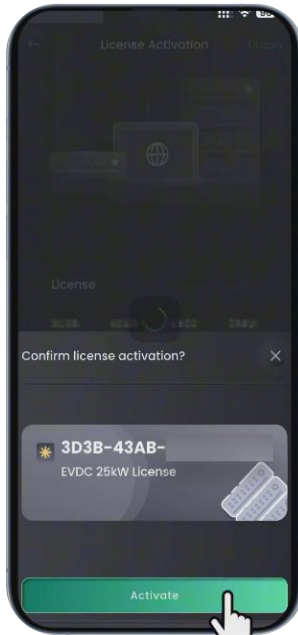 License Activation
License
Confirm license activation?
3D3B-43AB-
EVDC 25kW License
Activate